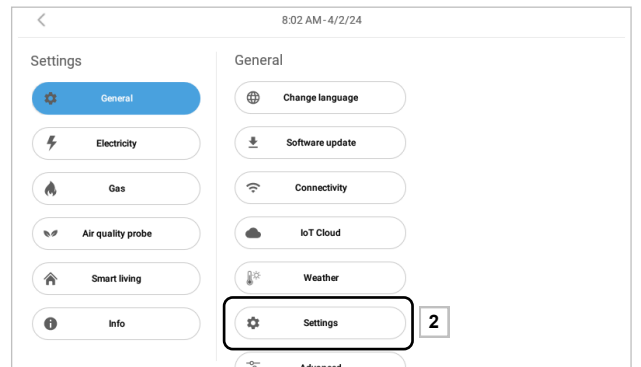 8:02 AM-4/2/24
Settings
General
Electricity
Gas
Air quality probe
Smart living
Info
General
Change language
Software update
Connectivity
IoT Cloud
Weather
Settings
2
Advanced